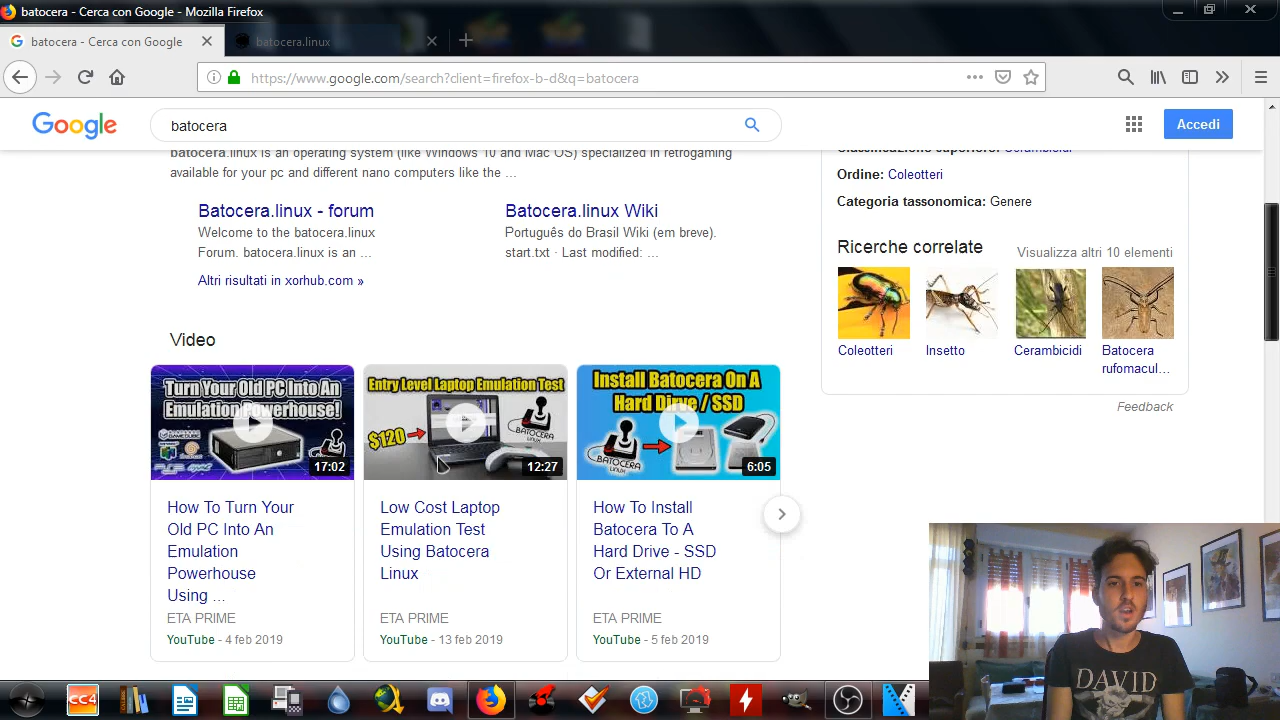 batocera - Cerca con Google - Mozilla Firefox
batocera - Cerca con Google
batocera.linux
https://www.google.com/search?client=firefox-b-d&q=batocera
Google
batocera
Accedi
batocera.linux is an operating system (like Windows 10 and Mac OS) specialized in retrogaming
available for your pc and different nano computers like the ...
Batocera.linux - forum
Welcome to the batocera.linux
Forum. batocera.linux is an ...
Batocera.linux Wiki
Português do Brasil Wiki (em breve).
start.txt · Last modified: ...
Altri risultati in xorhub.com »
Video
Turn Your Old PC Into An
Emulation Powerhouse!
17:02
How To Turn Your
Old PC Into An
Emulation
Powerhouse
Using ...
ETA PRIME
YouTube - 4 feb 2019
Entry Level Laptop Emulation Test
$120
BATOCERA
LINUX
12:27
Low Cost Laptop
Emulation Test
Using Batocera
Linux
ETA PRIME
YouTube - 13 feb 2019
Install Batocera On A
Hard Dirve / SSD
BATOCERA
LINUX
6:05
How To Install
Batocera To A
Hard Drive - SSD
Or External HD
ETA PRIME
YouTube - 5 feb 2019
Classificazione superiore: Cerambicidi
Ordine: Coleotteri
Categoria tassonomica: Genere
Ricerche correlate
Visualizza altri 10 elementi
Coleotteri
Insetto
Cerambicidi
Batocera
rufomacul...
Feedback
CC4
DAVID